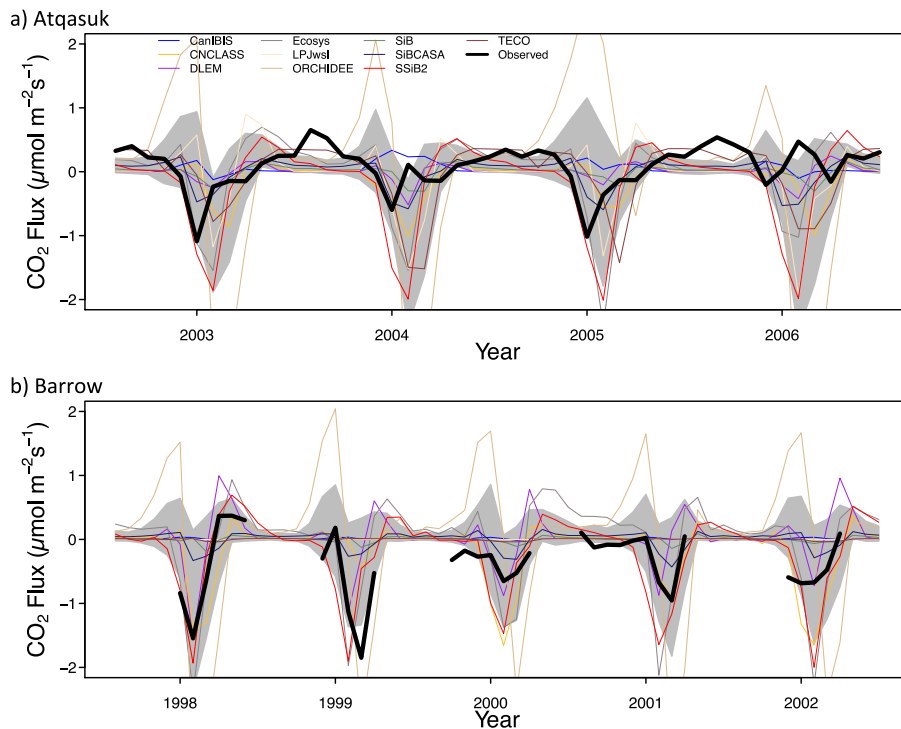 a) Atqasuk
CanIBIS Ecosys SiB TECO
CNCLASS LPJwsl SiBCASA Observed
DLEM ORCHIDEE SSiB2
2
1
0
−1
−2
CO2 Flux (µmol m−2s−1)
2003 2004 2005 2006
Year
b) Barrow
2
1
0
−1
−2
CO2 Flux (µmol m−2s−1)
1998 1999 2000 2001 2002
Year